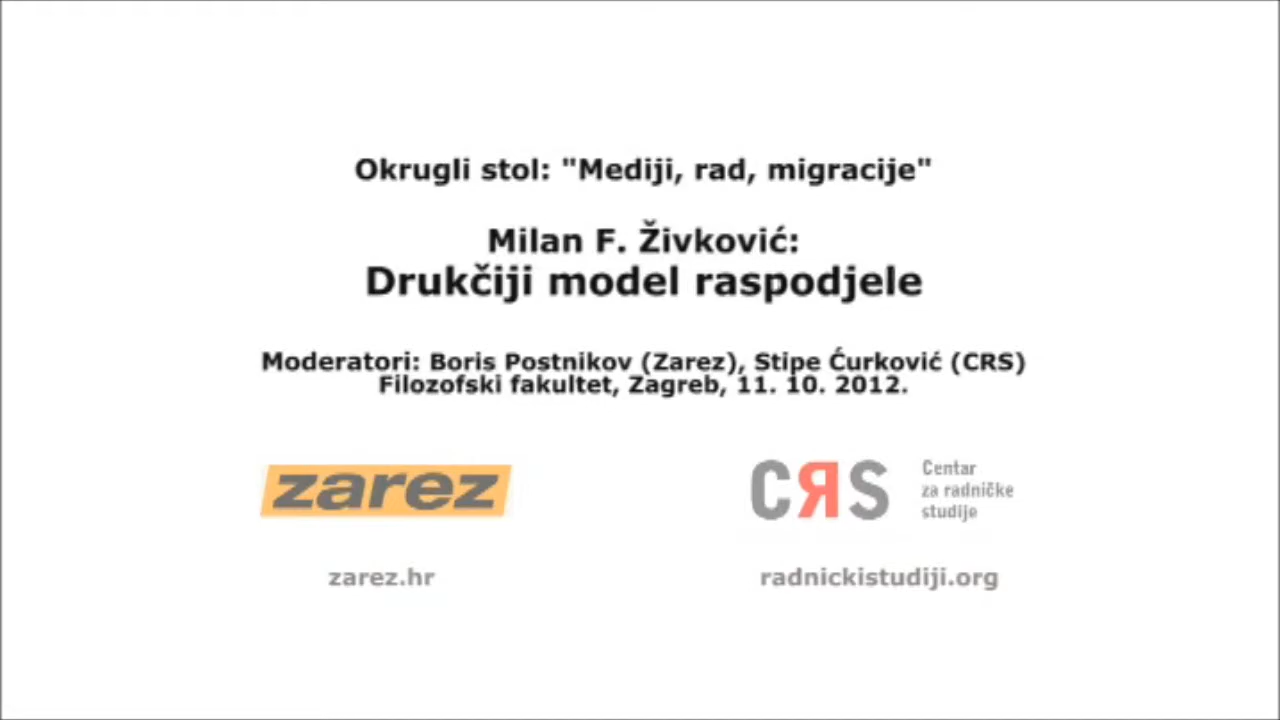 Okrugli stol: "Mediji, rad, migracije"
Milan F. Živković:
Drukčiji model raspodjele
Moderatori: Boris Postnikov (Zarez), Stipe Ćurković (CRS)
Filozofski fakultet, Zagreb, 11. 10. 2012.
zarez
CЯS
Centar
za radničke
studije
zarez.hr
radnickistudiji.org